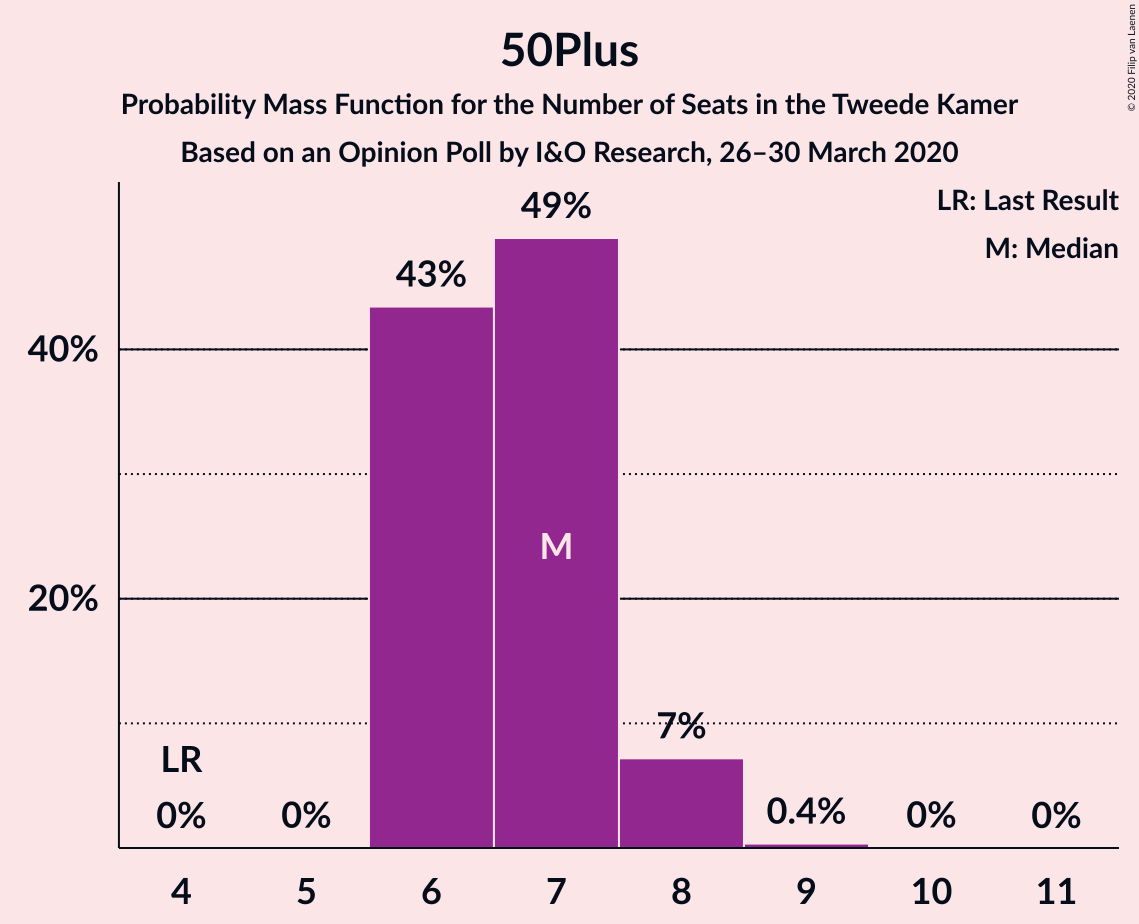 50Plus
Probability Mass Function for the Number of Seats in the Tweede Kamer
Based on an Opinion Poll by I&O Research, 26–30 March 2020
© 2020 Filip van Laenen
LR: Last Result
M: Median
49%
43%
40%
M
20%
7%
LR
0%
0%
0.4%
0%
0%
4
5
6
7
8
9
10
11